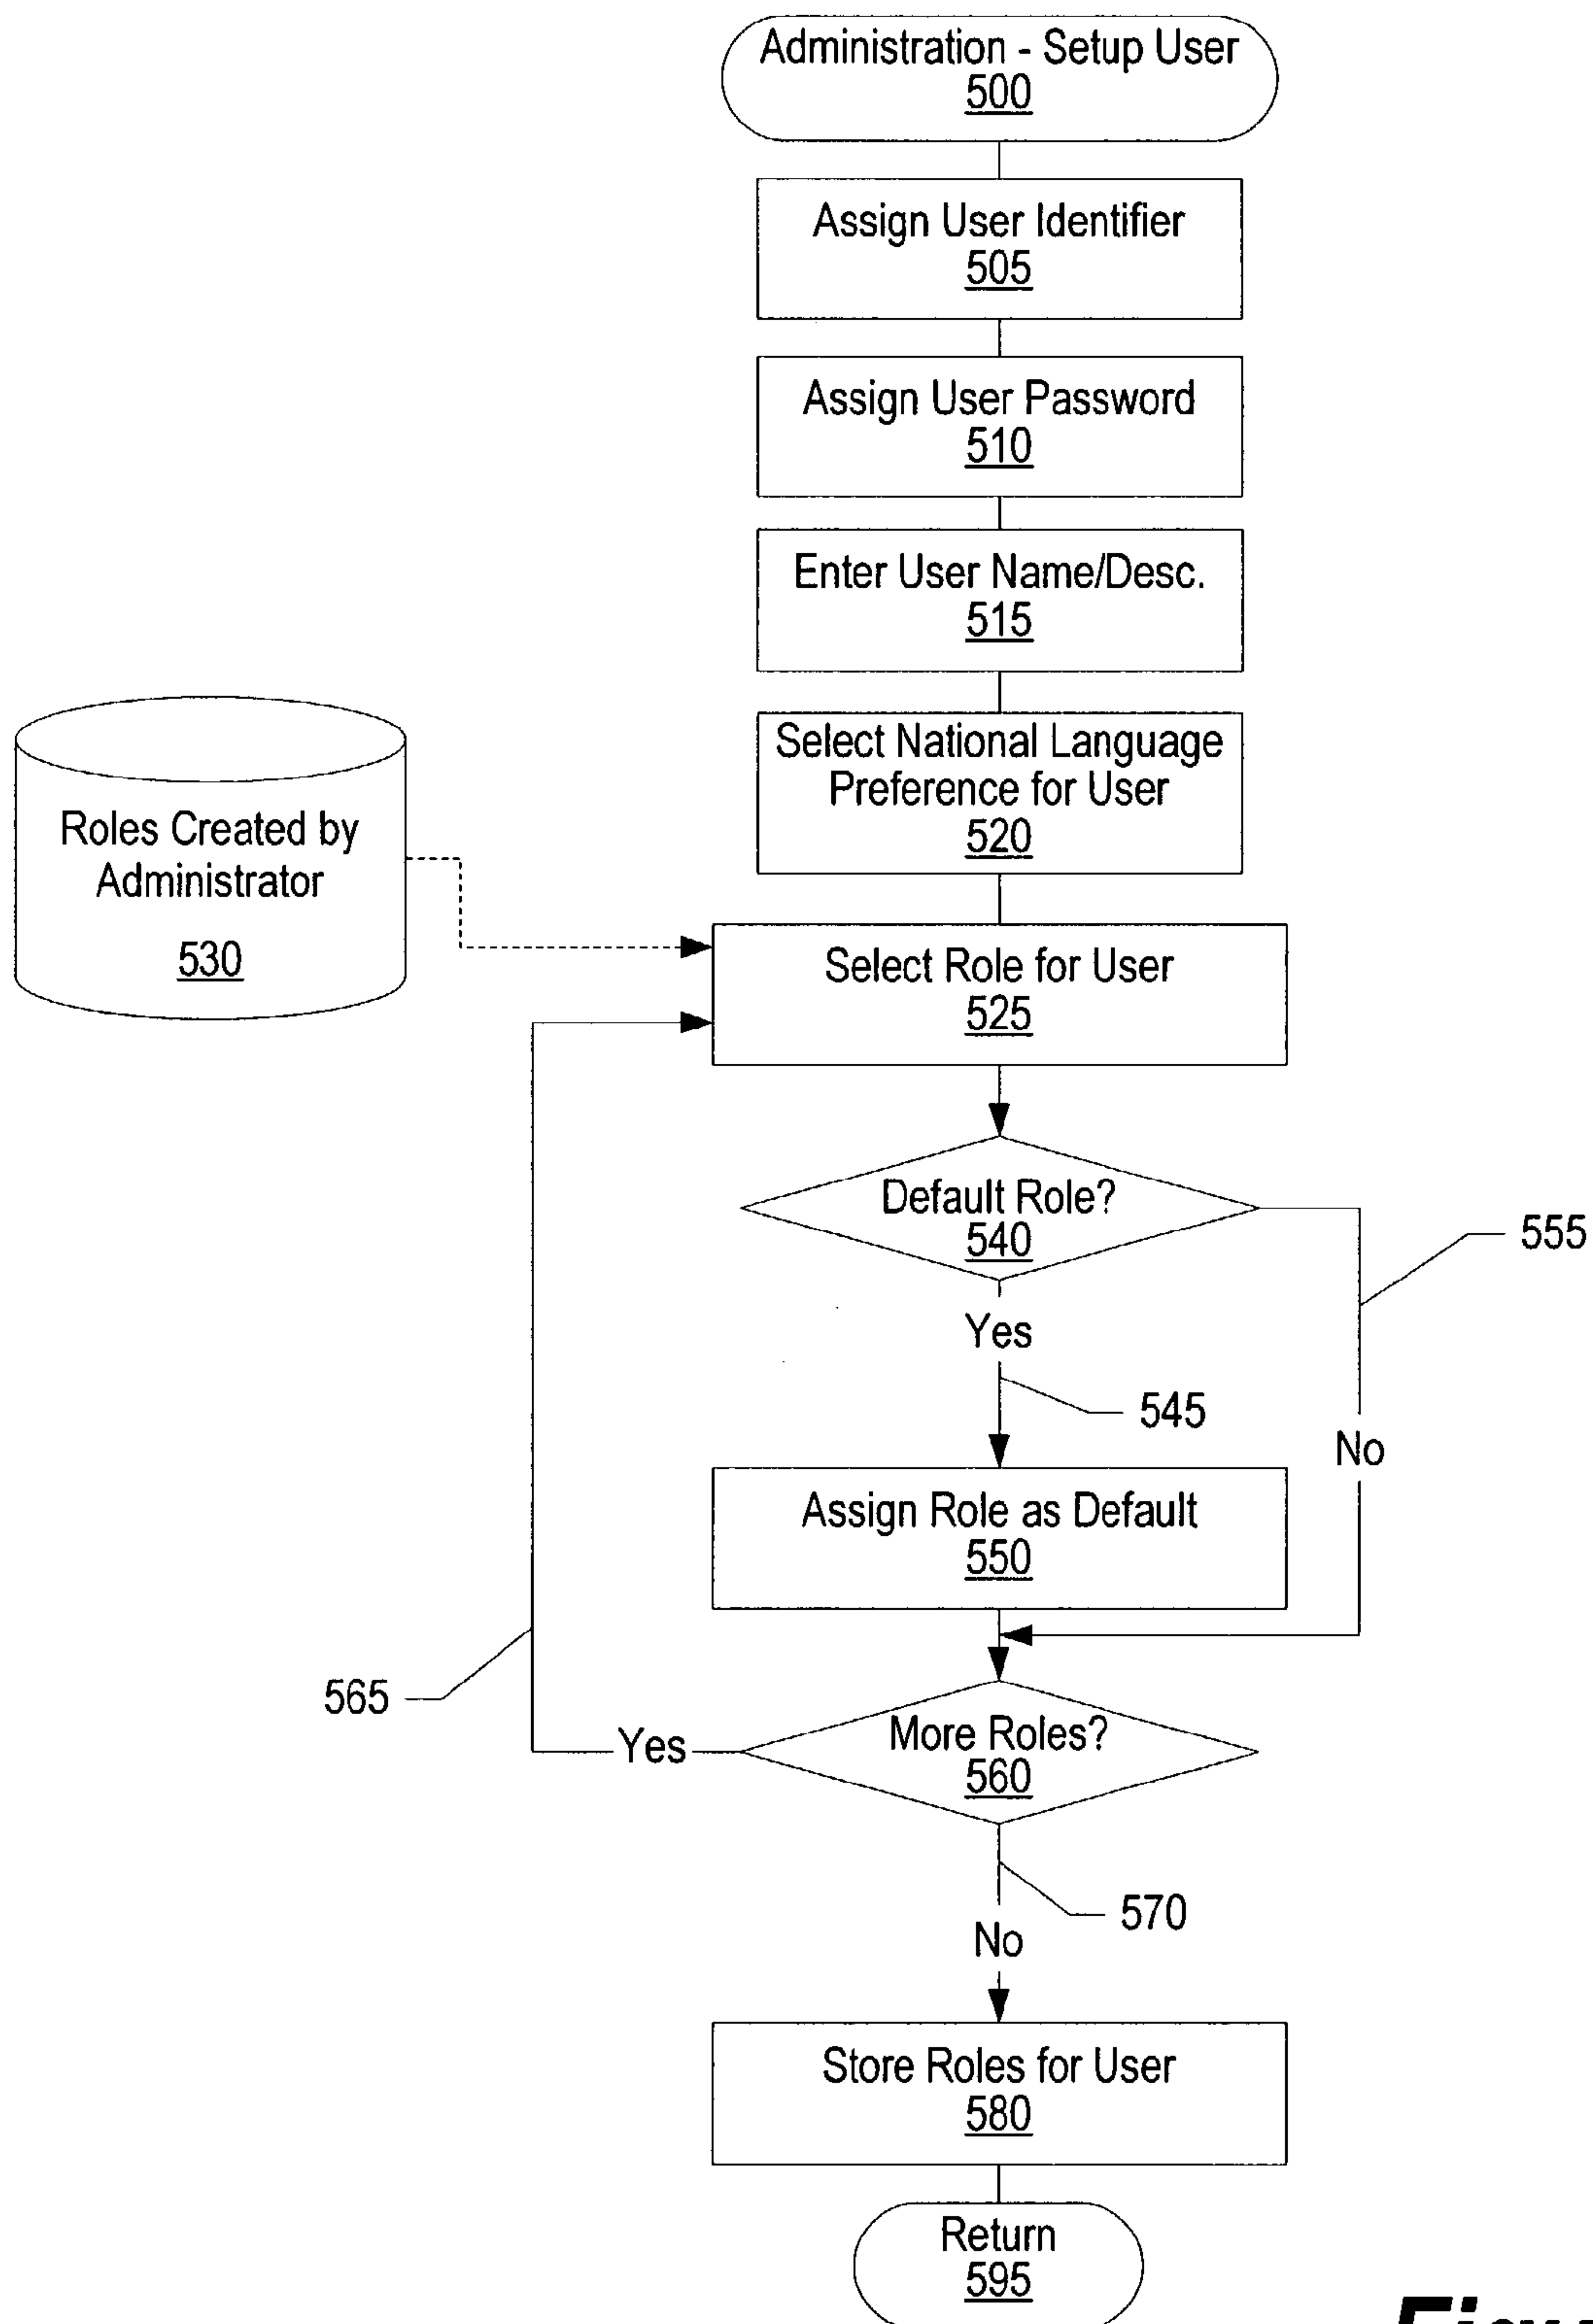 Administration - Setup User
500
Assign User Identifier
505
Assign User Password
510
Enter User Name/Desc.
515
Select National Language
Preference for User
520
Roles Created by
Administrator
530
Select Role for User
525
Default Role?
540
555
Yes
545
No
Assign Role as Default
550
565
More Roles?
560
Yes
570
No
Store Roles for User
580
Return
595